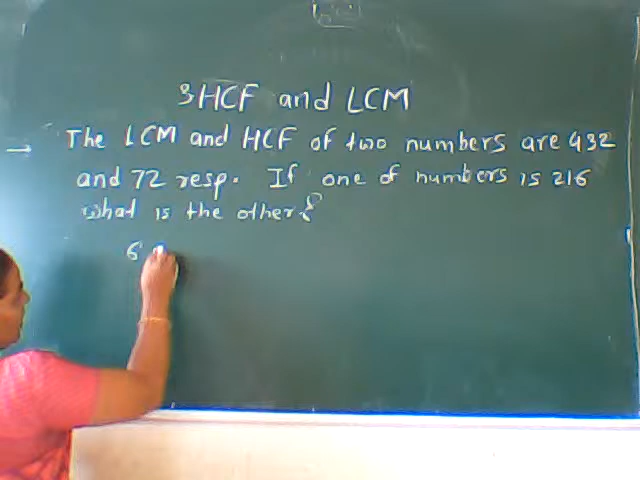 3 HCF and LCM
→ The LCM and HCF of two numbers are 432
and 72 resp. If one of numbers is 216
what is the other?
6